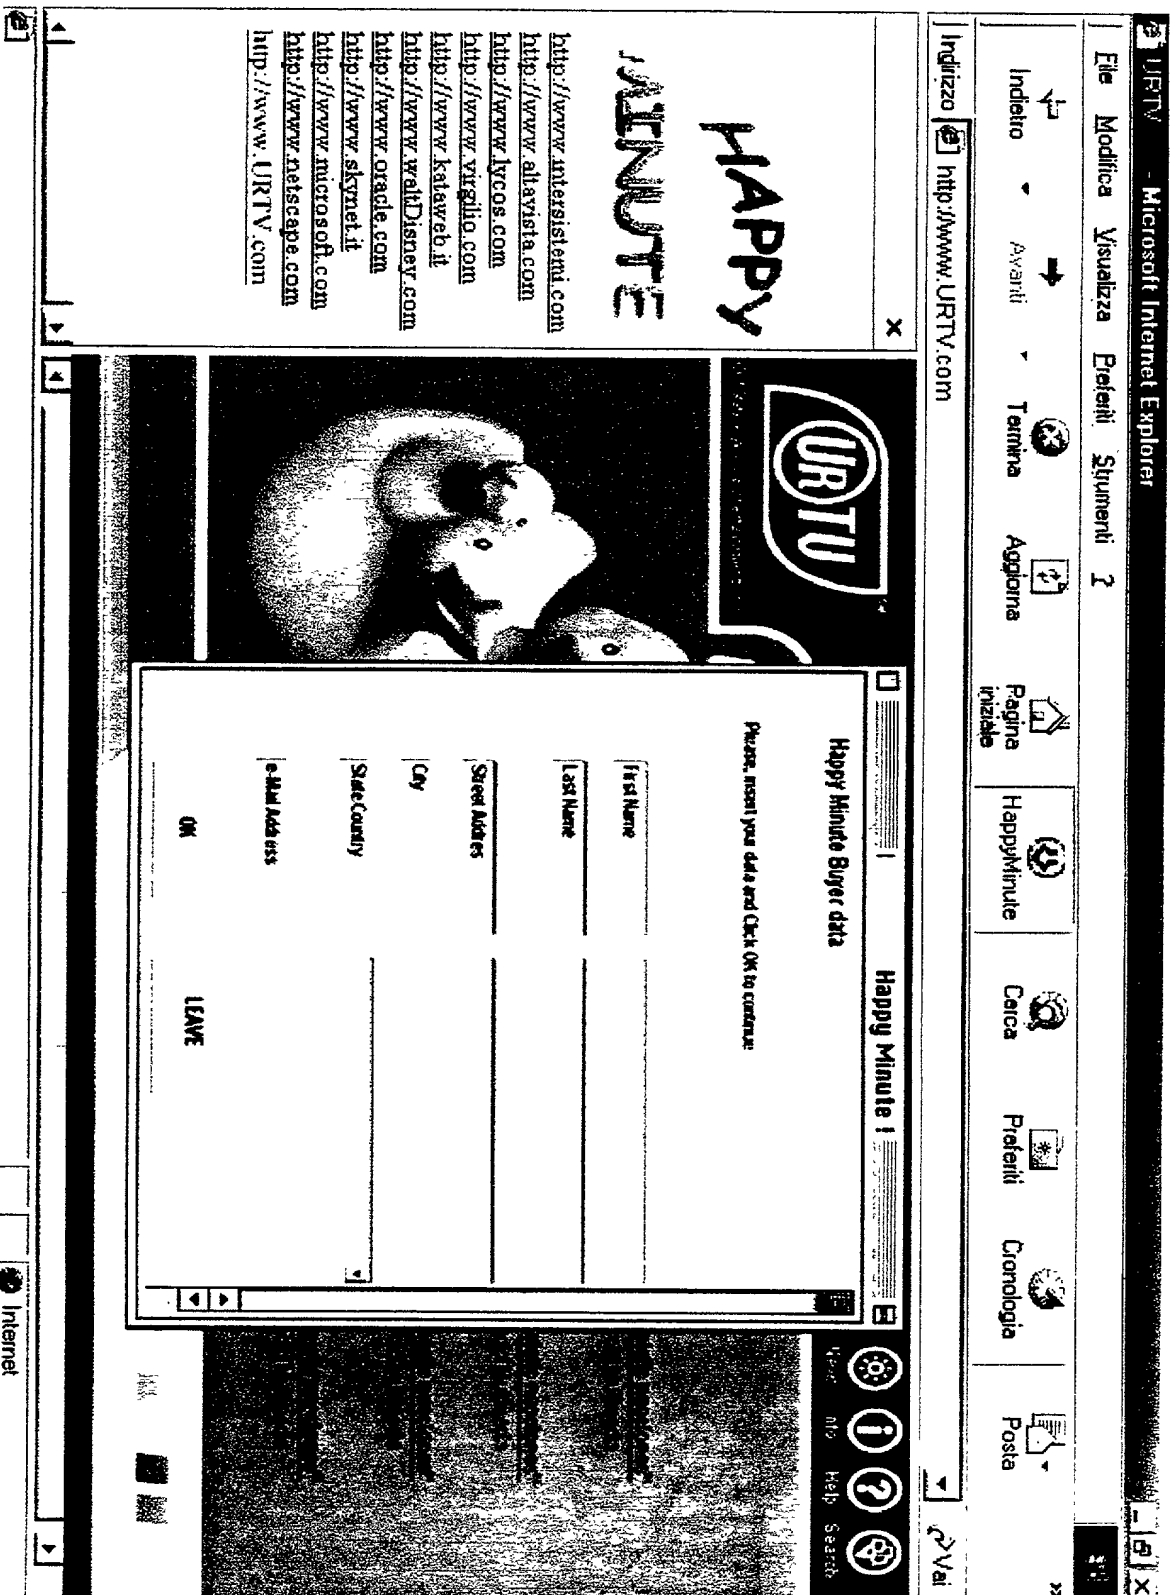 URTV - Microsoft Internet Explorer
File Modifica Visualizza Preferiti Strumenti ?
Indietro Avanti Termina Aggiorna Pagina iniziale HappyMinute Cerca Preferiti Cronologia Posta »
Indirizzo http://www.URTV.com Vai
HAPPY
MINUTE
http://www.intersistemi.com
http://www.altavista.com
http://www.lycos.com
http://www.virgilio.com
http://www.kataweb.it
http://www.waltDisney.com
http://www.oracle.com
http://www.skynet.it
http://www.microsoft.com
http://www.netscape.com
http://www.URTV.com
URTV
Happy Minute !
Happy Minute Buyer data
Please, insert your data and Click OK to continue
First Name
Last Name
Street Addres
City
State Country
e-Mail Address
OK LEAVE
Info Help Search
Internet